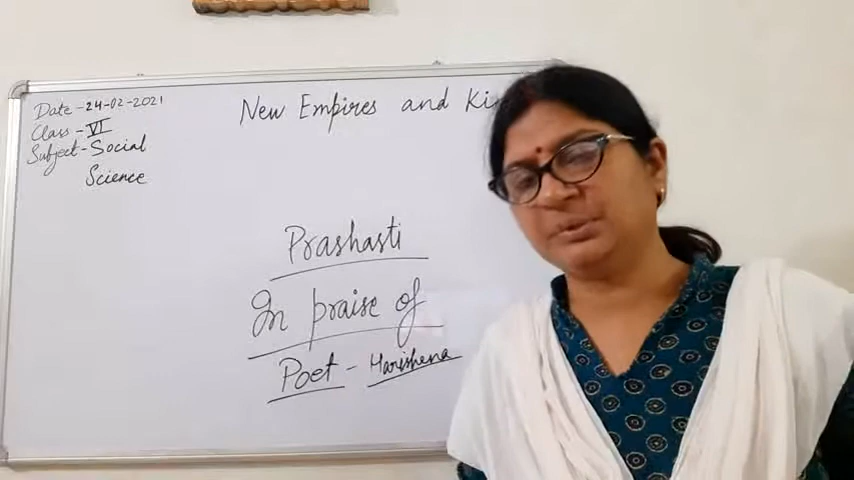 Date - 24-02-2021
Class - VI
Subject - Social
Science
New Empires and Ki
Prashasti
In praise of
Poet - Harishena